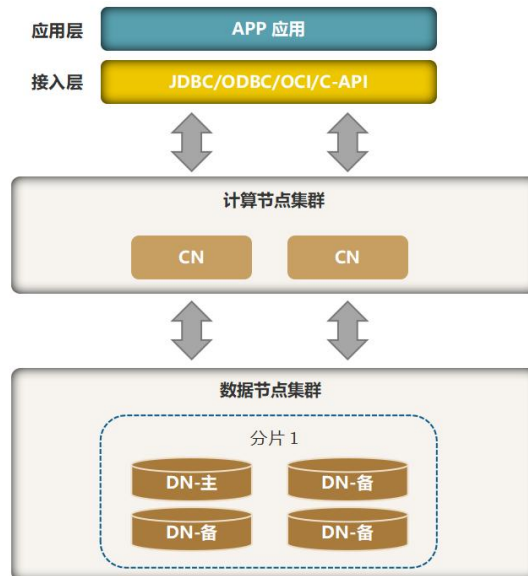 应用层 APP 应用
接入层 JDBC/ODBC/OCI/C-API
计算节点集群
CN CN
数据节点集群
分片 1
DN-主 DN-备
DN-备 DN-备